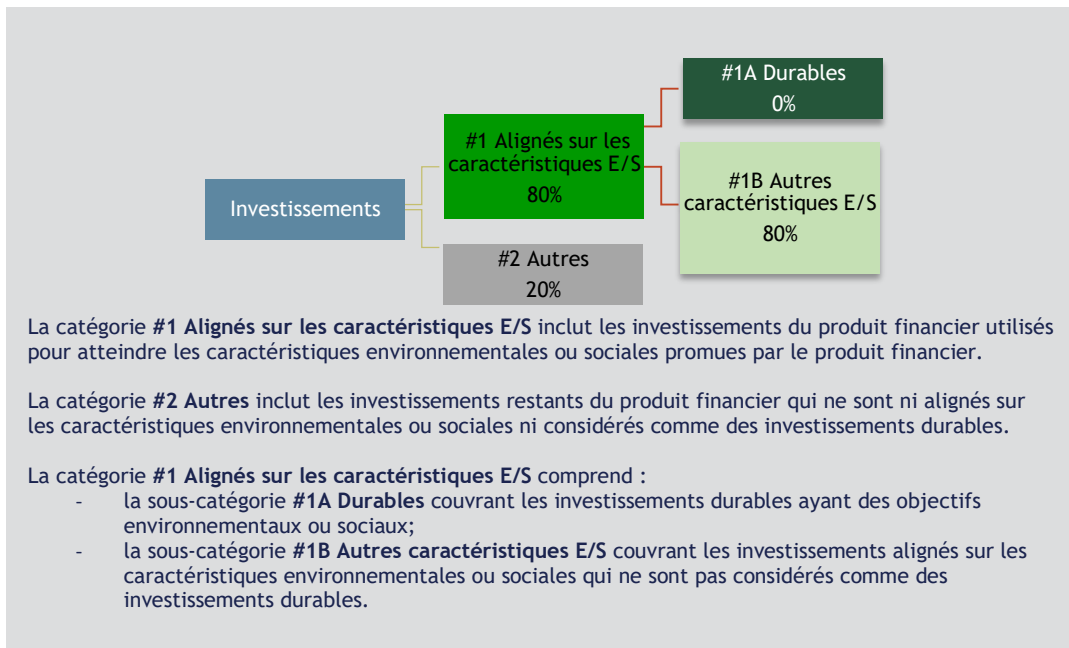 #1A Durables
0%
#1 Alignés sur les
caractéristiques E/S
80%
#1B Autres
caractéristiques E/S
80%
Investissements
#2 Autres
20%
La catégorie #1 Alignés sur les caractéristiques E/S inclut les investissements du produit financier utilisés
pour atteindre les caractéristiques environnementales ou sociales promues par le produit financier.
La catégorie #2 Autres inclut les investissements restants du produit financier qui ne sont ni alignés sur
les caractéristiques environnementales ou sociales ni considérés comme des investissements durables.
La catégorie #1 Alignés sur les caractéristiques E/S comprend :
- la sous-catégorie #1A Durables couvrant les investissements durables ayant des objectifs
environnementaux ou sociaux;
- la sous-catégorie #1B Autres caractéristiques E/S couvrant les investissements alignés sur les
caractéristiques environnementales ou sociales qui ne sont pas considérés comme des
investissements durables.